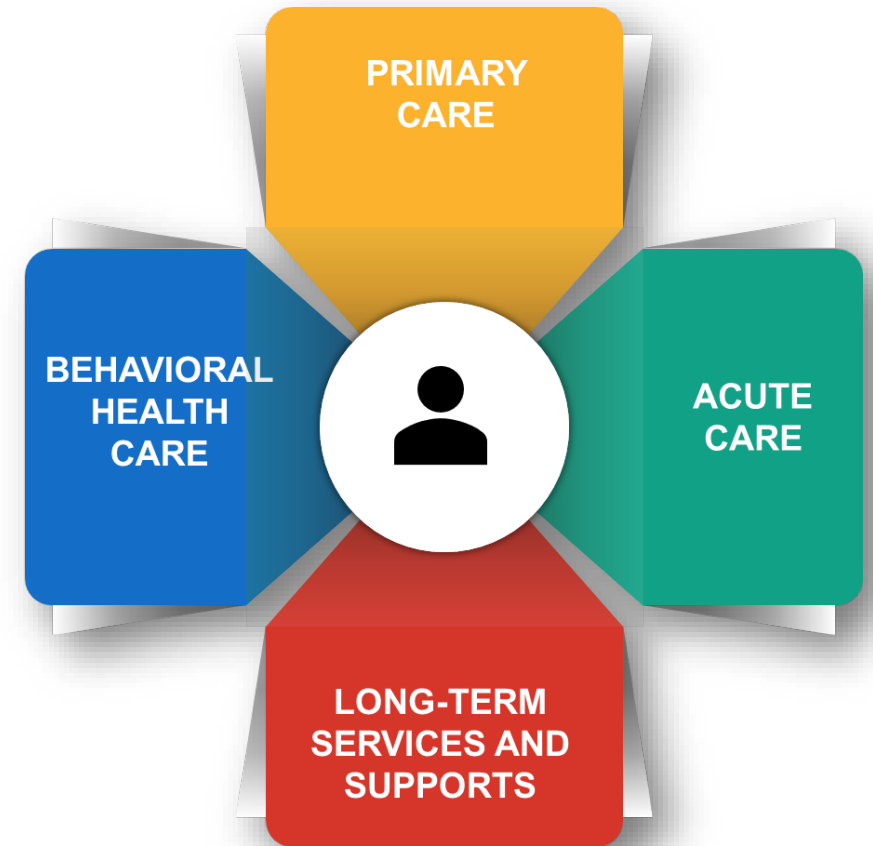 PRIMARY
CARE
BEHAVIORAL
HEALTH
CARE
ACUTE
CARE
LONG-TERM
SERVICES AND
SUPPORTS